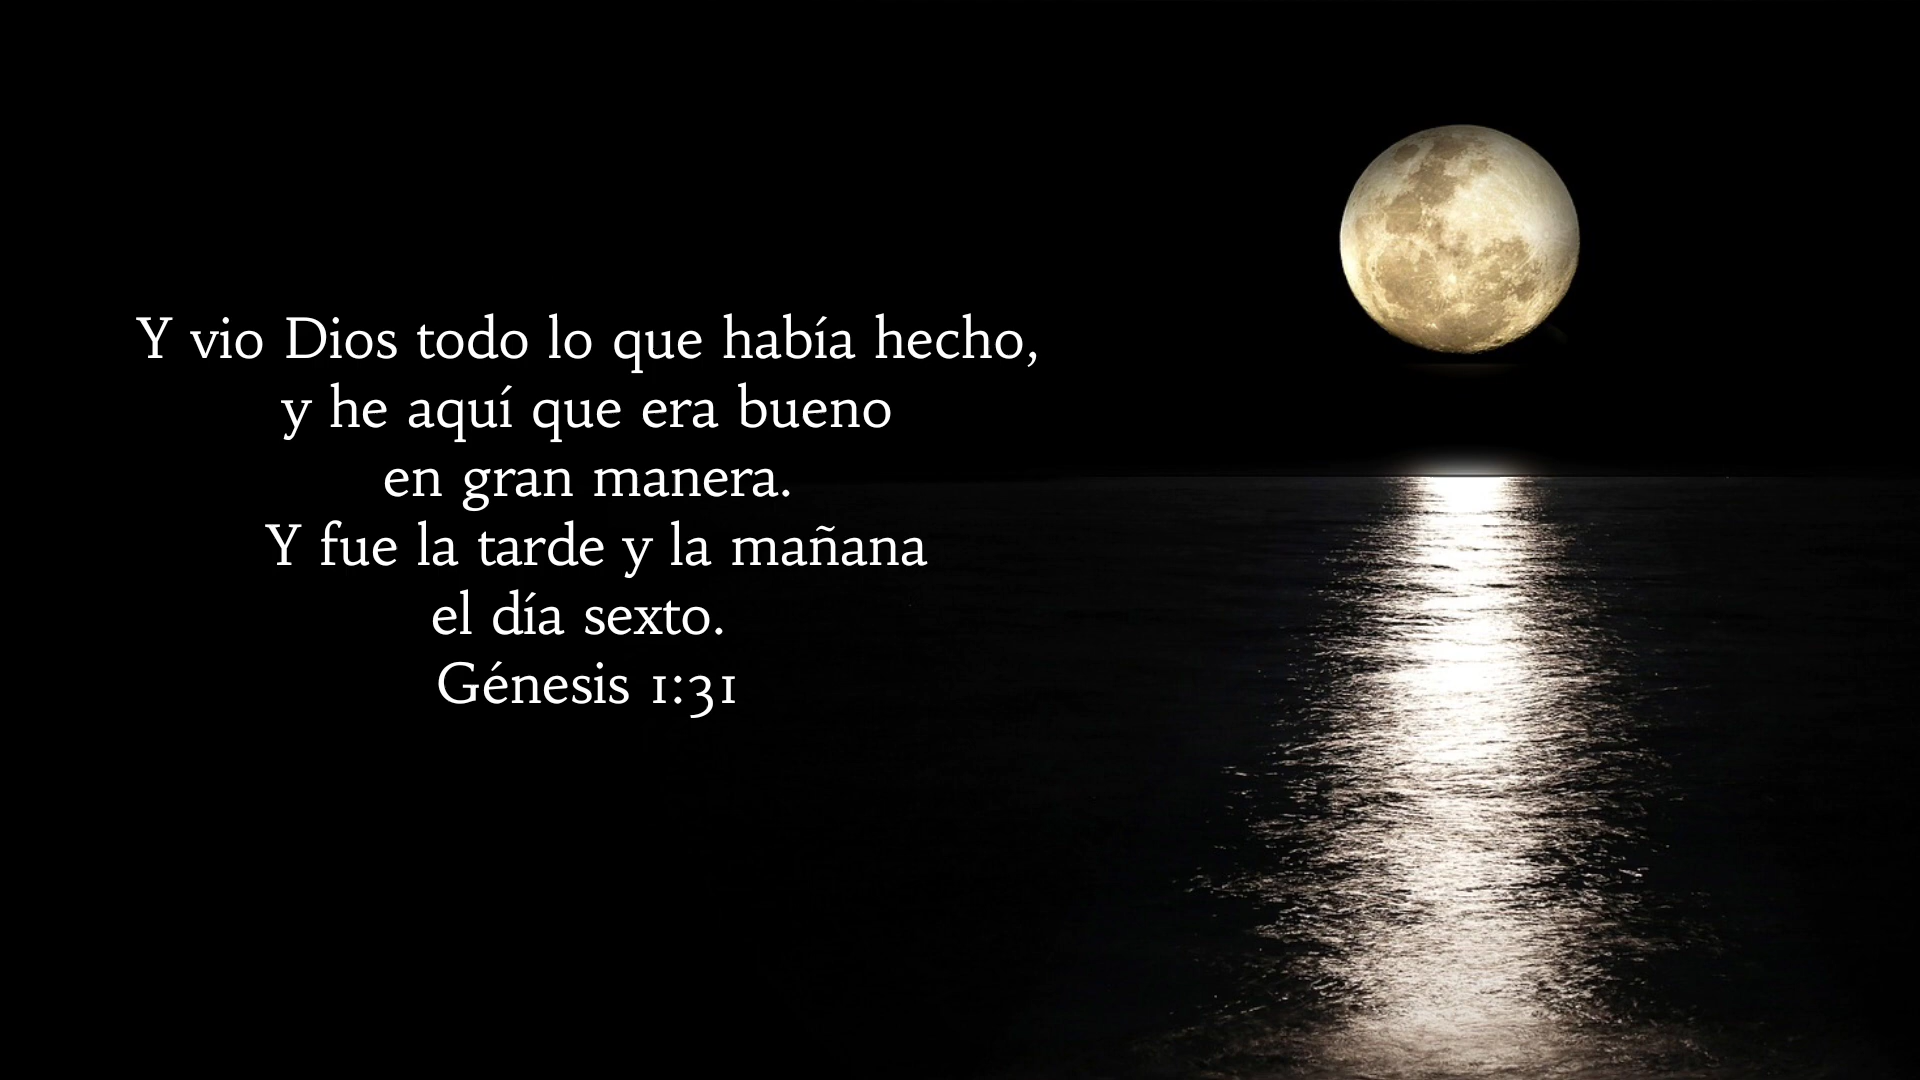 Y vio Dios todo lo que había hecho,
y he aquí que era bueno
en gran manera.
Y fue la tarde y la mañana
el día sexto.
Génesis 1:31